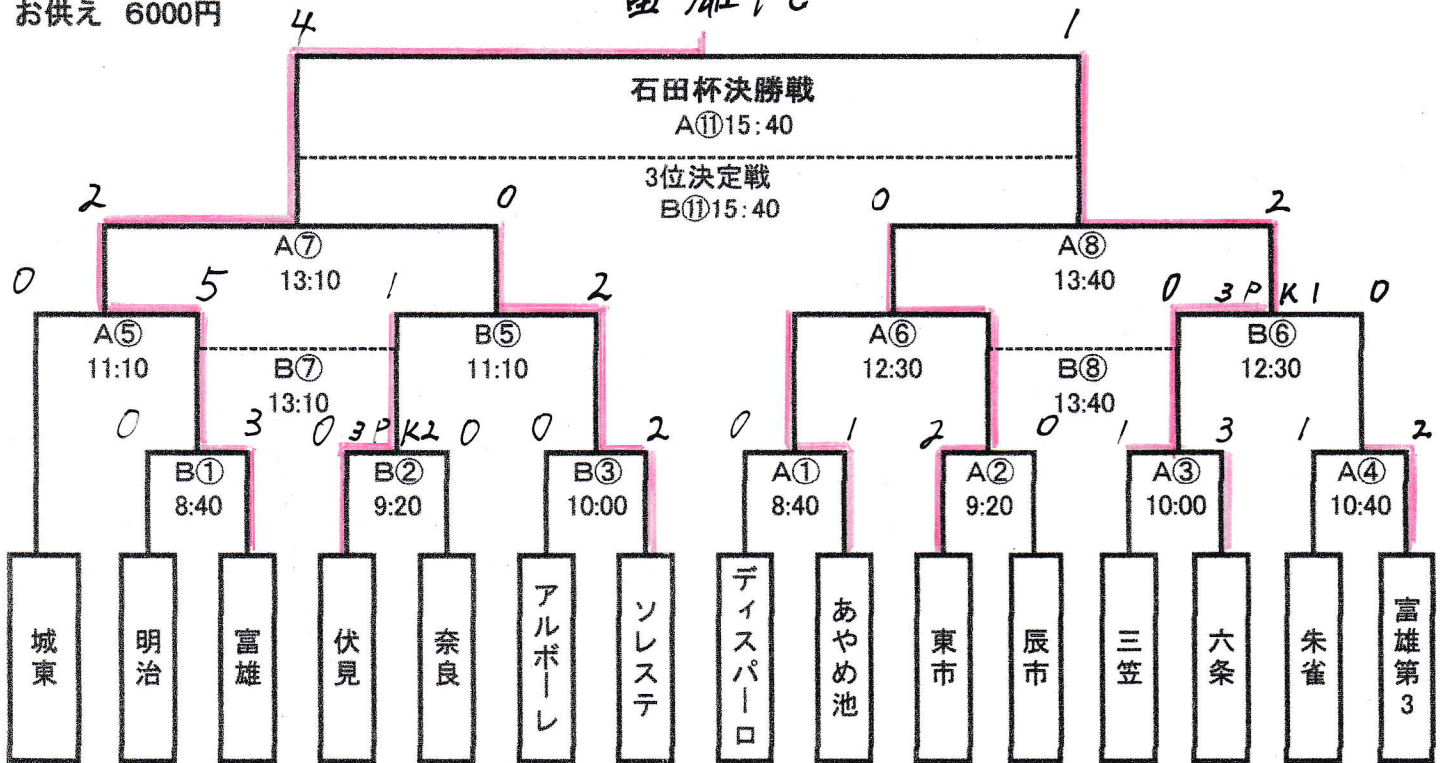 お供え 6000円
4 1
石田杯決勝戦
A⑪15:40
3位決定戦
B⑪15:40
2 0 0 2
A⑦ A⑧
13:10 13:40
0 5 1 2 0 3 P K 1 0
A⑤ B⑤ A⑥ B⑥
11:10 11:10 12:30 12:30
B⑦ B⑧
13:10 13:40
0 3 0 3 P K2 0 0 2 0 1 2 0 1 3 1 2
B① B② B③ A① A② A③ A④
8:40 9:20 10:00 8:40 9:20 10:00 10:40
城東
明治
富雄
伏見
奈良
アルボーレ
ソレステ
ディスパーロ
あやめ池
東市
辰市
三笠
六条
朱雀
富雄第3